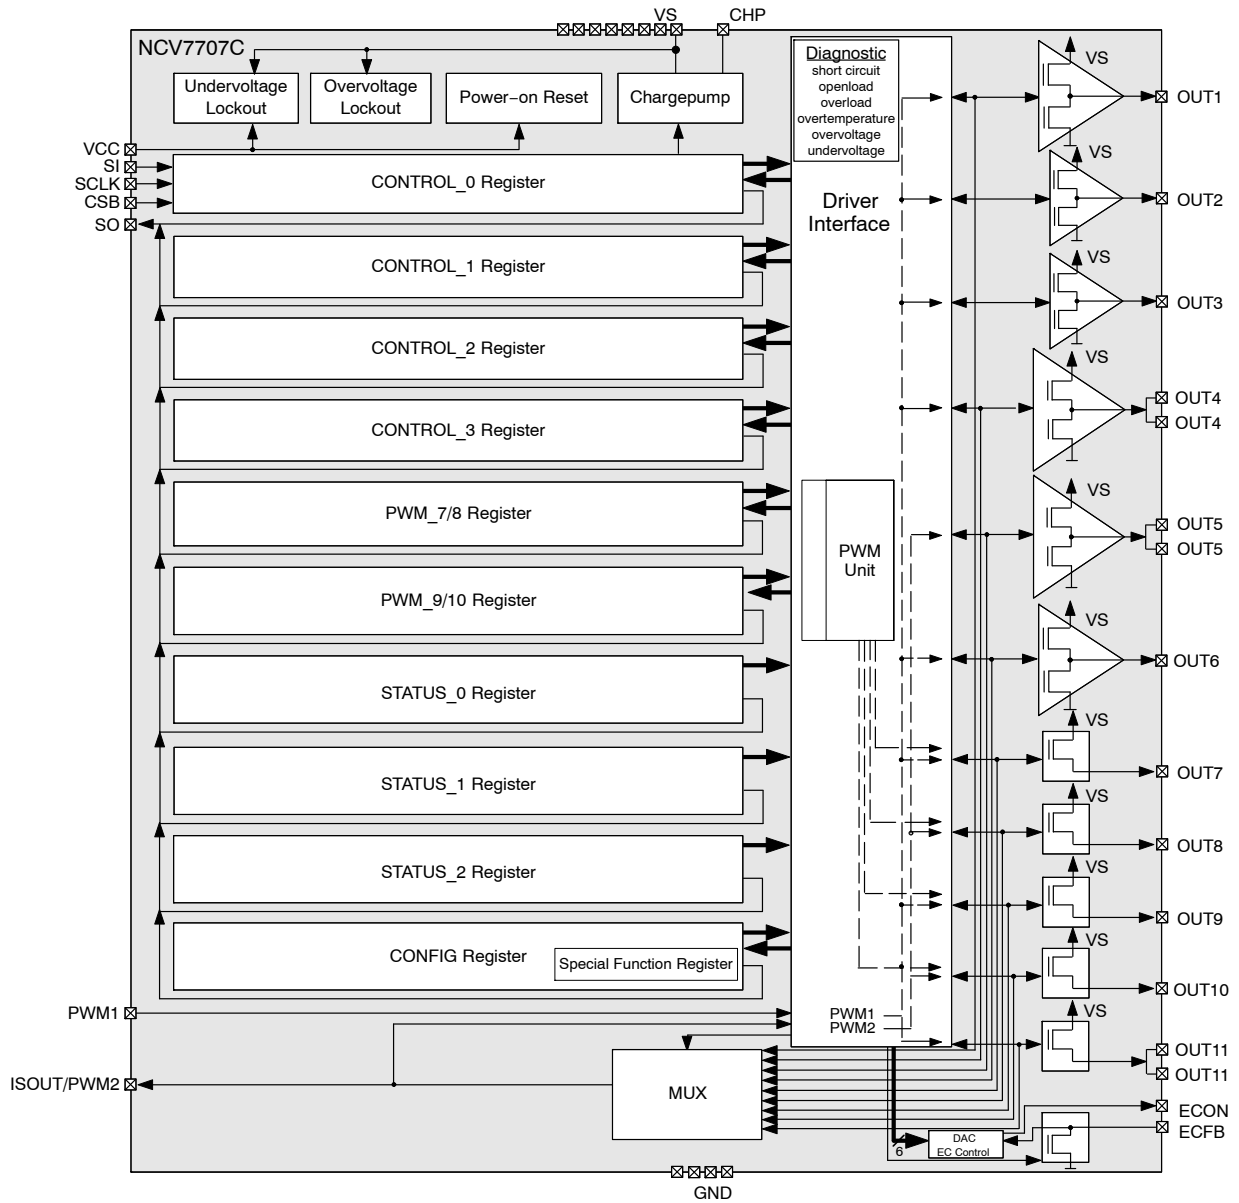 VS
CHP
NCV7707C
Undervoltage
Lockout
Overvoltage
Lockout
Power−on Reset
Chargepump
Diagnostic
short circuit
openload
overload
overtemperature
overvoltage
undervoltage
VS
OUT1
VCC
SI
SCLK
CSB
SO
CONTROL_0 Register
Driver
Interface
VS
OUT2
CONTROL_1 Register
VS
OUT3
CONTROL_2 Register
VS
OUT4
OUT4
CONTROL_3 Register
PWM_7/8 Register
PWM
Unit
VS
OUT5
OUT5
PWM_9/10 Register
VS
OUT6
STATUS_0 Register
VS
OUT7
STATUS_1 Register
VS
OUT8
STATUS_2 Register
VS
OUT9
CONFIG Register
Special Function Register
VS
OUT10
PWM1
PWM1
PWM2
VS
OUT11
OUT11
ISOUT/PWM2
MUX
6
DAC
EC Control
ECON
ECFB
GND